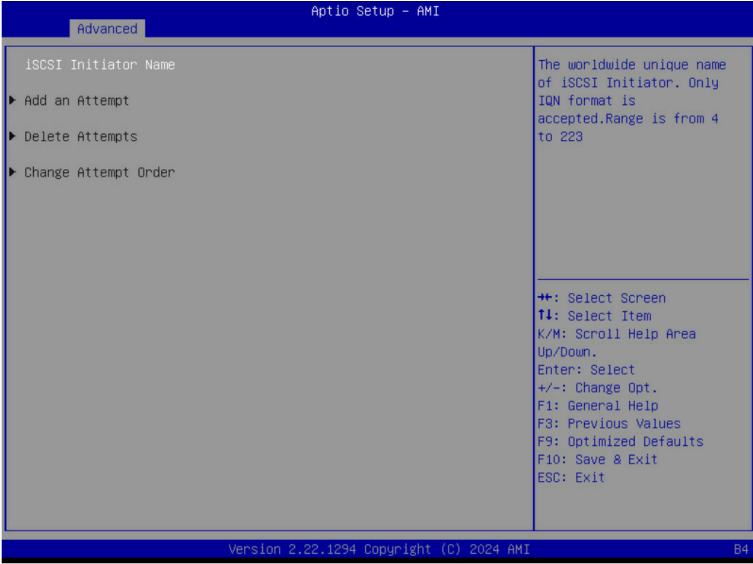 Aptio Setup – AMI
Advanced
iSCSI Initiator Name
▶ Add an Attempt
▶ Delete Attempts
▶ Change Attempt Order
The worldwide unique name
of iSCSI Initiator. Only
IQN format is
accepted.Range is from 4
to 223
→←: Select Screen
↑↓: Select Item
K/M: Scroll Help Area
Up/Down.
Enter: Select
+/-: Change Opt.
F1: General Help
F3: Previous Values
F9: Optimized Defaults
F10: Save & Exit
ESC: Exit
Version 2.22.1294 Copyright (C) 2024 AMI
B4